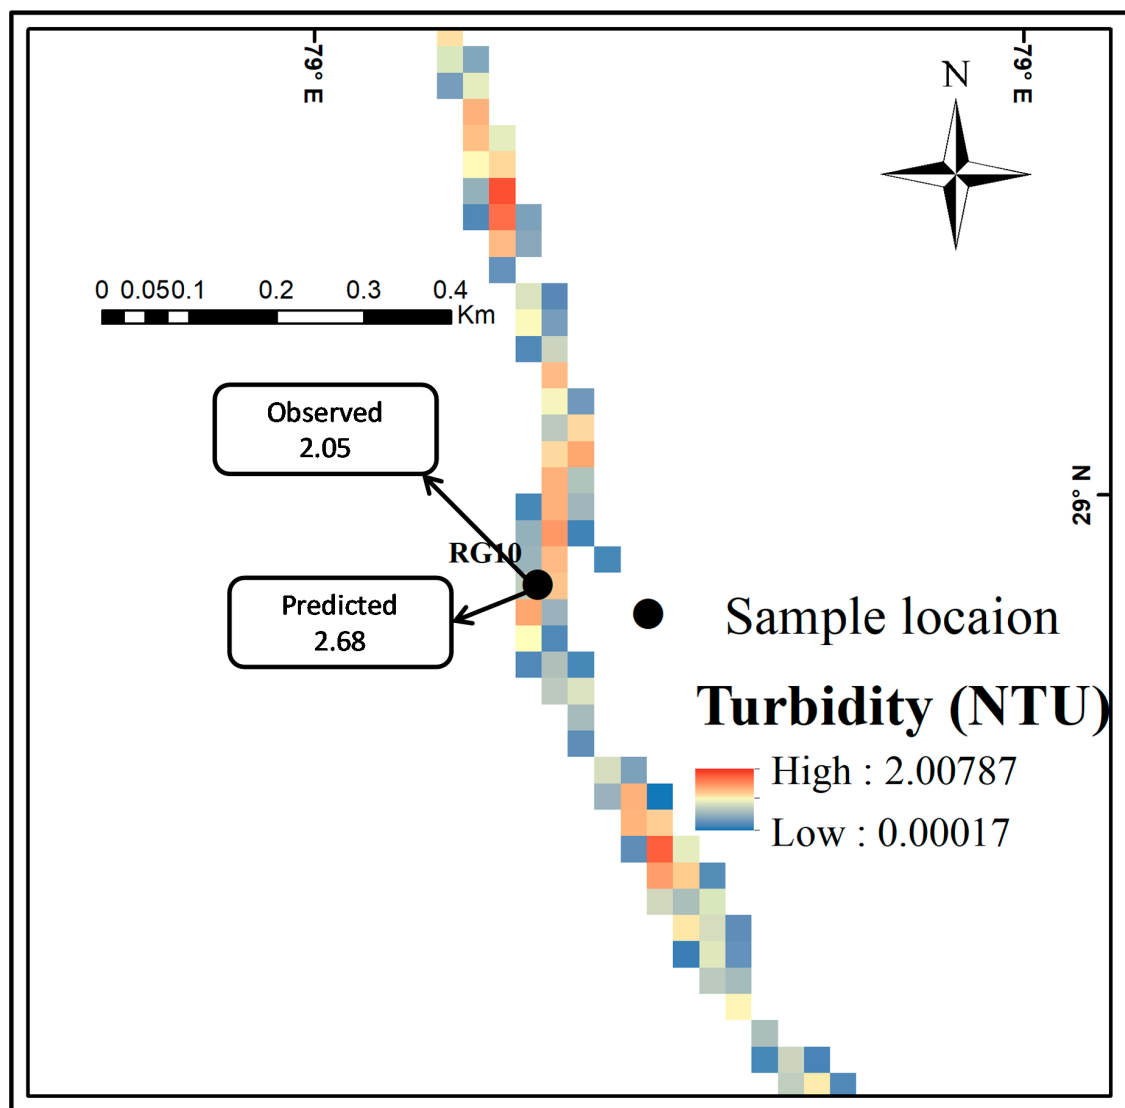 79° E
79° E
N
0 0.050.1 0.2 0.3 0.4
Km
Observed
2.05
29° N
RG10
Predicted
2.68
Sample locaion
Turbidity (NTU)
High : 2.00787
Low : 0.00017